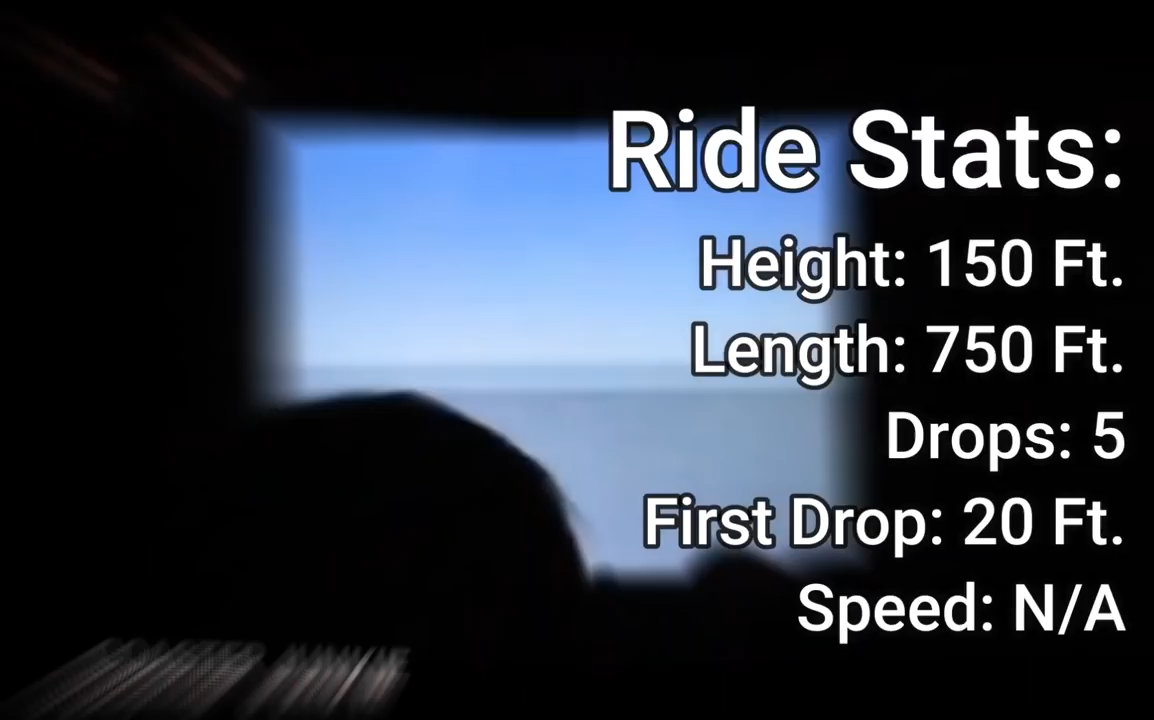 Ride Stats:
Height: 150 Ft.
Length: 750 Ft.
Drops: 5
First Drop: 20 Ft.
Speed: N/A